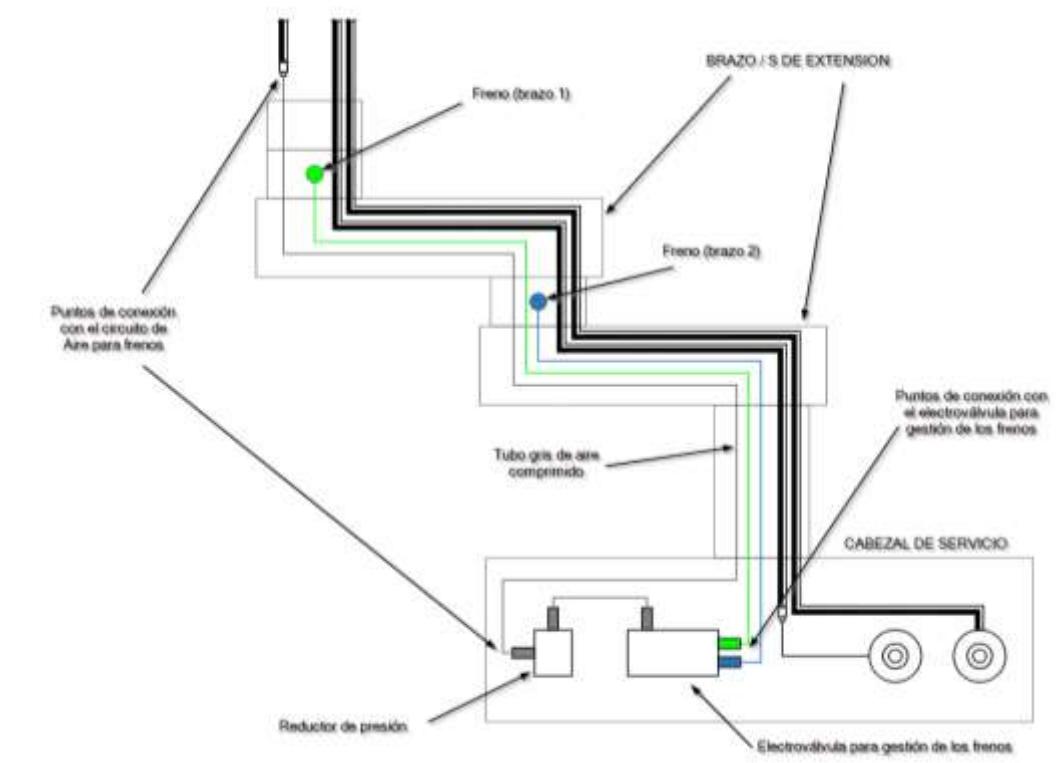 BRAZO / S DE EXTENSION
Freno (brazo 1)
Freno (brazo 2)
Puntos de conexión
con el circuito de
Aire para frenos
Puntos de conexión con
el electroválvula para
gestión de los frenos
Tubo gris de aire
comprimido
CABEZAL DE SERVICIO
Reductor de presión
Electroválvula para gestión de los frenos